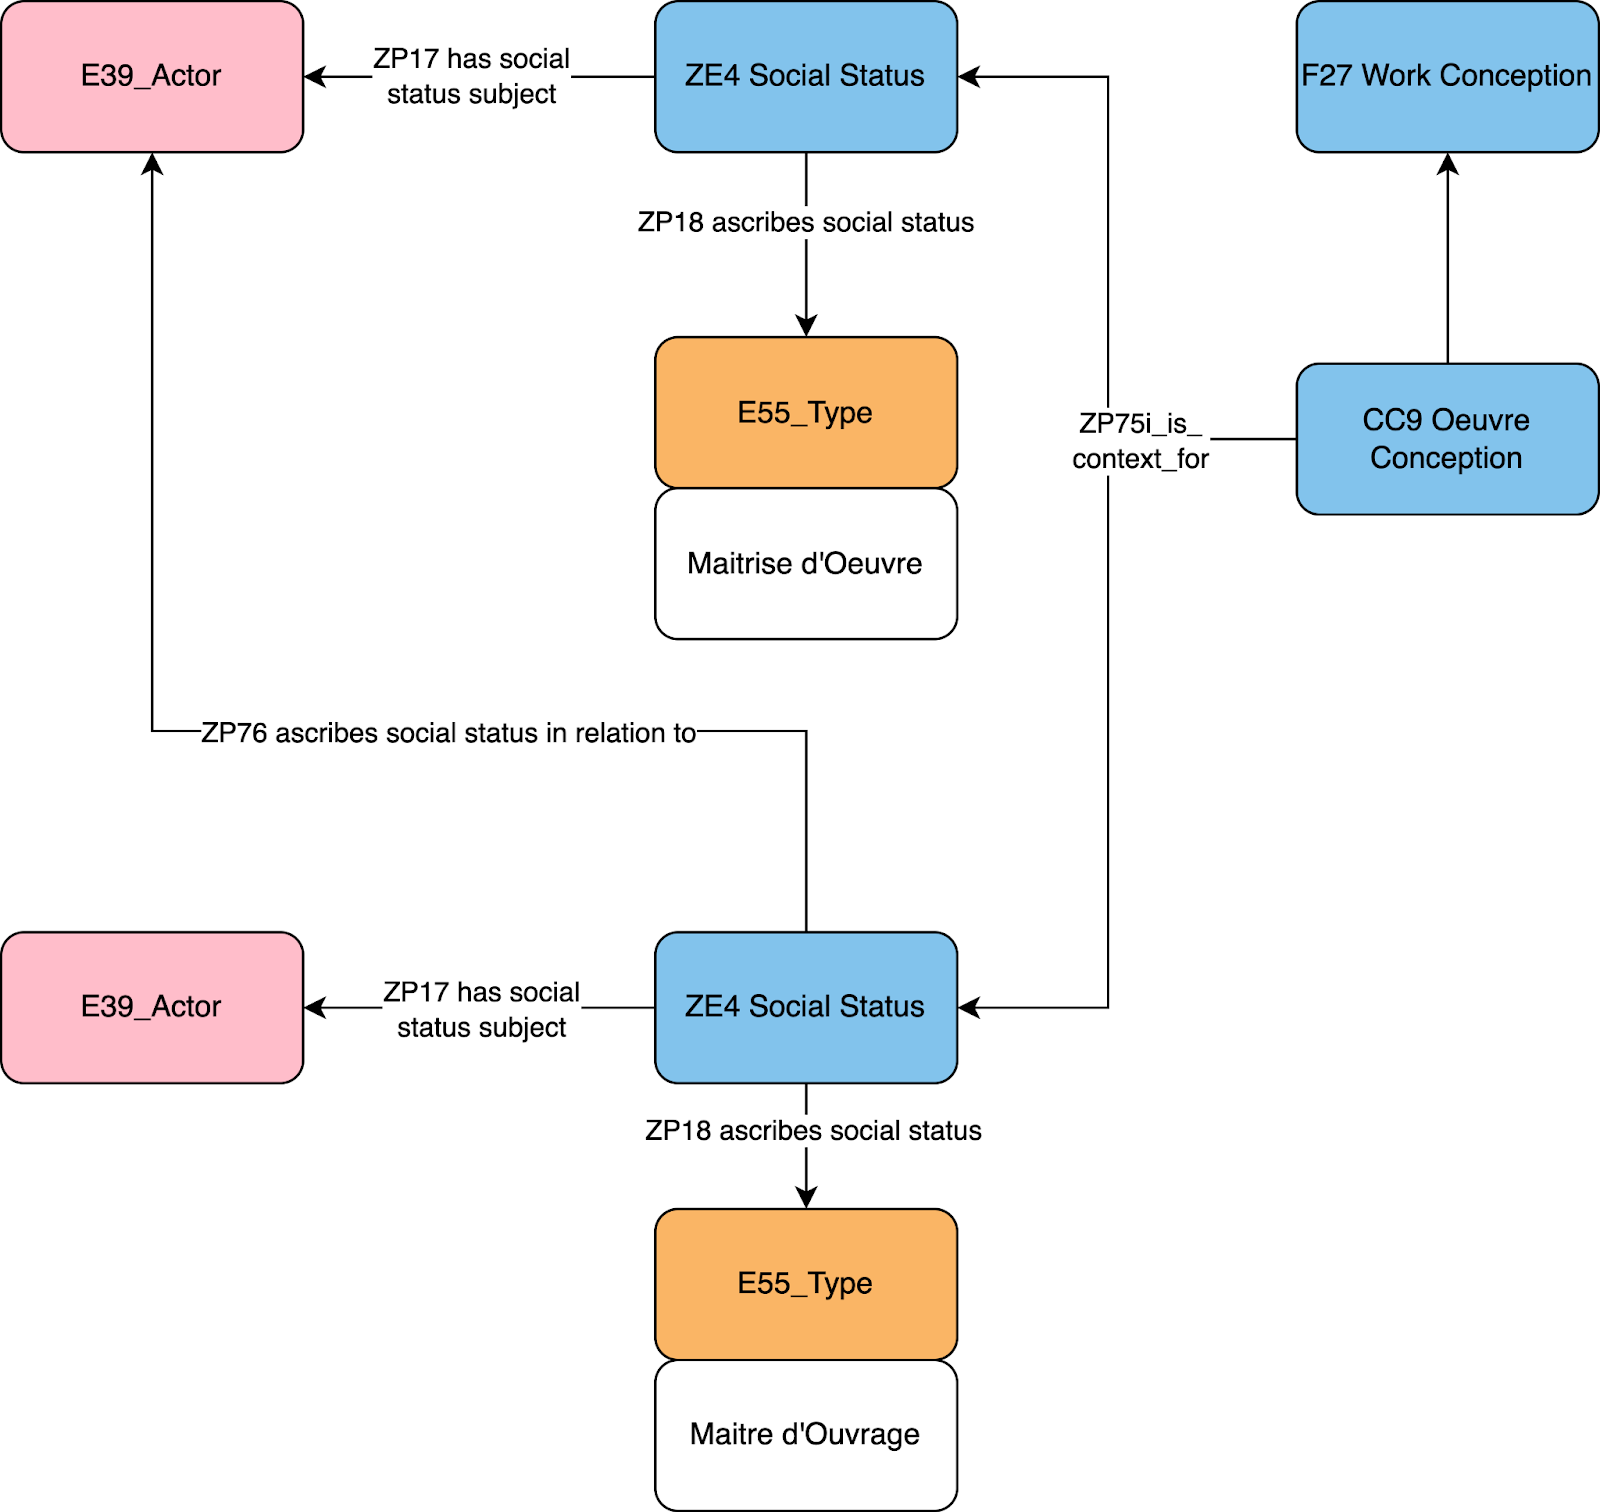 E39_Actor
ZP17 has social
status subject
ZE4 Social Status
F27 Work Conception
ZP18 ascribes social status
E55_Type
Maitrise d'Oeuvre
ZP75i_is_
context_for
CC9 Oeuvre
Conception
ZP76 ascribes social status in relation to
E39_Actor
ZP17 has social
status subject
ZE4 Social Status
ZP18 ascribes social status
E55_Type
Maitre d'Ouvrage